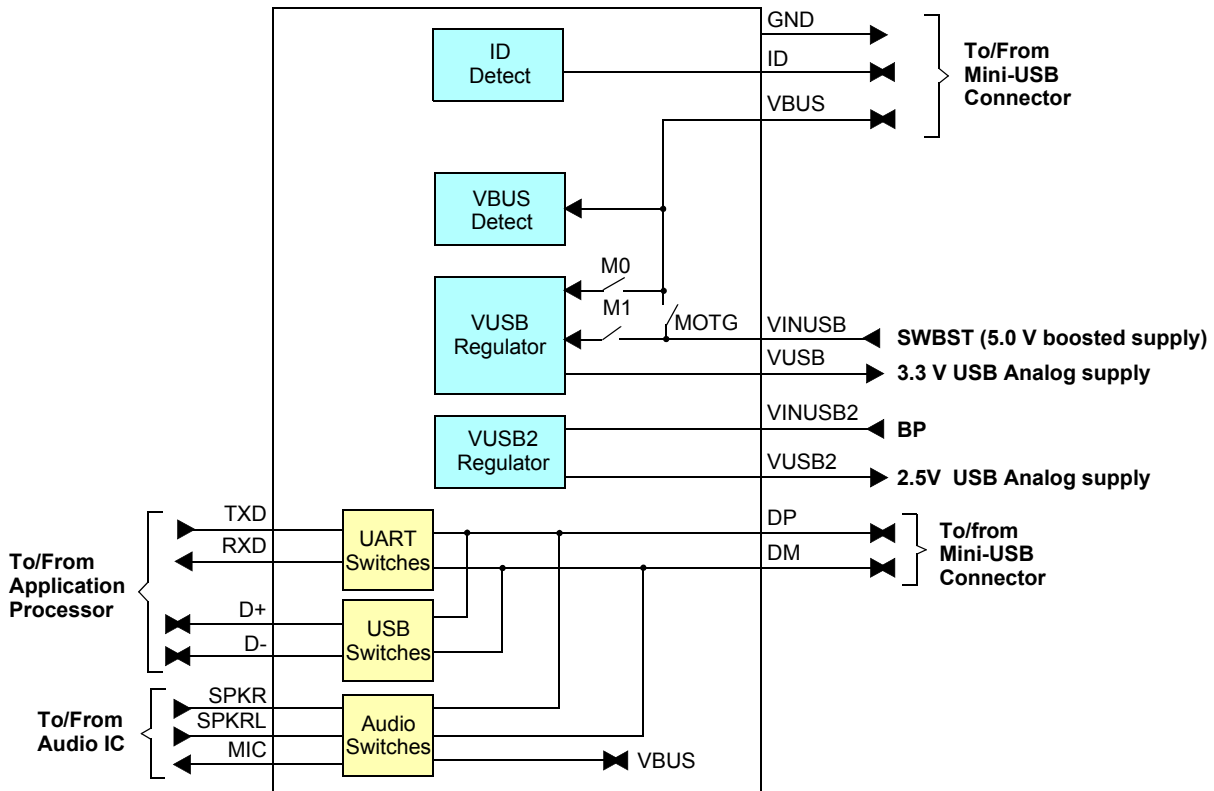 GND
ID
Detect
ID
To/From
Mini-USB
Connector
VBUS
VBUS
Detect
M0
M1
VUSB
Regulator
MOTG
VINUSB
SWBST (5.0 V boosted supply)
VUSB
3.3 V USB Analog supply
VINUSB2
BP
VUSB2
Regulator
VUSB2
2.5V  USB Analog supply
TXD
RXD
UART
Switches
DP
DM
To/from
Mini-USB
Connector
To/From
Application
Processor
D+
D-
USB
Switches
SPKR
SPKRL
MIC
To/From
Audio IC
Audio
Switches
VBUS